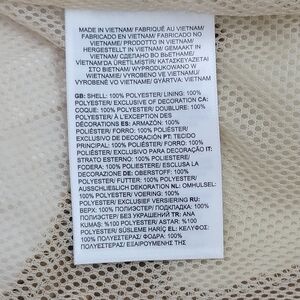 MADE IN VIETNAM/ FABRIQUÉ AU VIETNAM/
FABRICADO EN VIETNAM/ FABRICADO NO
VIETNAME/ PRODOTTO IN VIETNAM/
HERGESTELLT IN VIETNAM/ GEMAAKT IN
VIETNAM/ СДЕЛАНО ВО ВЬЕТНАМЕ/
VİETNAM'DA ÜRETİLMİŞTİR/ ΚΑΤΑΣΚΕΥΑΖΕΤΑΙ
ΣΤΟ ΒΙΕΤΝΑΜ/ WYPRODUKOWANO W
WIETNAMIE/ VYROBENO VE VIETNAMU/
VYROBENÉ VO VIETNAME/ GYÁRTVA: VIETNAM
GB: SHELL: 100% POLYESTER/ LINING: 100%
POLYESTER/ EXCLUSIVE OF DECORATION CA:
COQUE: 100% POLYESTER/ DOUBLURE: 100%
POLYESTER/ À L'EXCEPTION DES
DÉCORATIONS ES: ARMAZÓN: 100%
POLIÉSTER/ FORRO: 100% POLIÉSTER/
EXCLUSIVO DE DECORACIÓN PT: TECIDO
PRINCIPAL: 100% POLIÉSTER/ FORRO: 100%
POLIÉSTER/ EXCLUSIVO DA DECORAÇÃO IT:
STRATO ESTERNO: 100% POLIESTERE/
FODERA: 100% POLIESTERE/ ESCLUSA LA
DECORAZIONE DE: OBERSTOFF: 100%
POLYESTER/ FUTTER: 100% POLYESTER/
AUSSCHLIESSLICH DEKORATION NL: OMHULSEL:
100% POLYESTER/ VOERING: 100%
POLYESTER/ EXCLUSIEF VERSIERING RU:
ВЕРХ: 100% ПОЛИЭСТЕР/ ПОДКЛАДКА: 100%
ПОЛИЭСТЕР/ БЕЗ УКРАШЕНИЙ TR: ANA
KUMAŞ: %100 POLYESTER/ ASTAR: %100
POLYESTER/ SÜSLEME HARİÇ EL: ΚΕΛΥΦΟΣ:
100% ΠΟΛΥΕΣΤΕΡΑΣ/ ΦΟΔΡΑ: 100%
ΠΟΛΥΕΣΤΕΡΑΣ/ ΕΞΑΙΡΟΥΜΕΝΗΣ ΤΗΣ